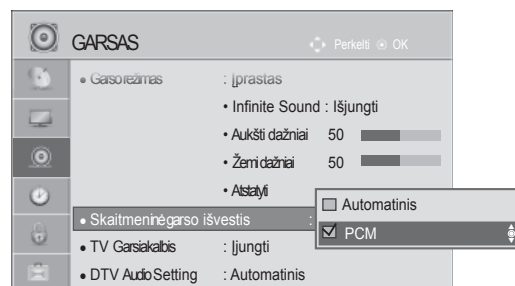 GARSAS
Perkelti OK
• Garso režimas : Įprastas
• Infinite Sound : Išjungti
• Aukšti dažniai 50
• Žemi dažniai 50
• Atstatyti
• Skaitmeninė garso išvestis :
Automatinis
PCM
• TV Garsiakalbis : Įjungti
• DTV Audio Setting : Automatinis